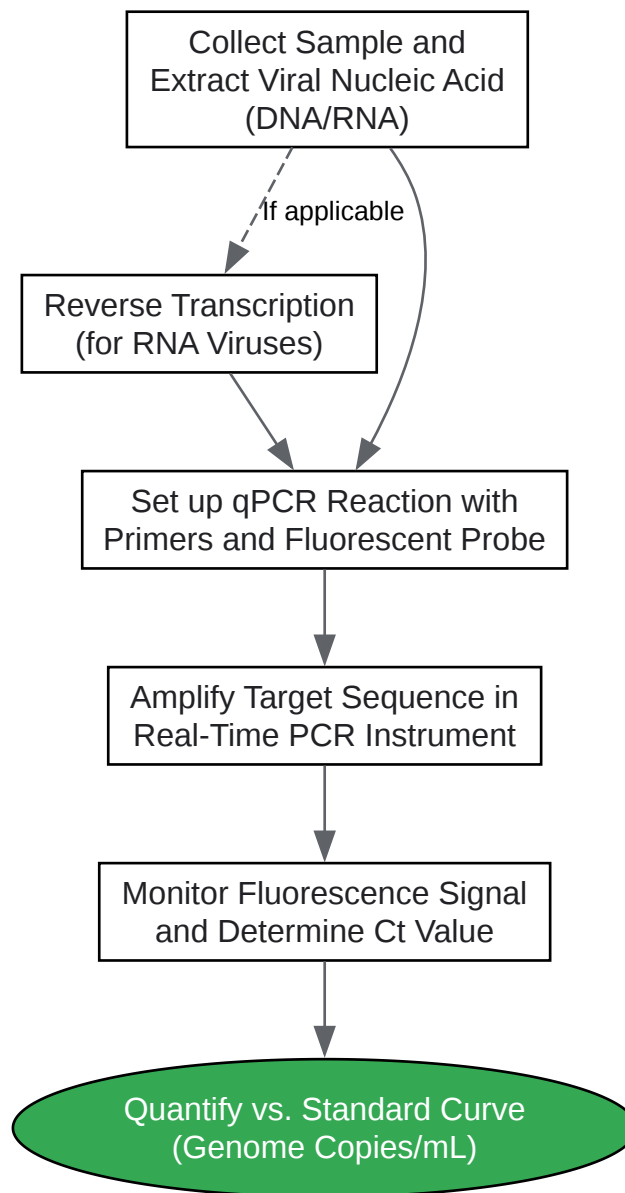 Collect Sample and
Extract Viral Nucleic Acid
(DNA/RNA)
If applicable
Reverse Transcription
(for RNA Viruses)
Set up qPCR Reaction with
Primers and Fluorescent Probe
Amplify Target Sequence in
Real-Time PCR Instrument
Monitor Fluorescence Signal
and Determine Ct Value
Quantify vs. Standard Curve
(Genome Copies/mL)